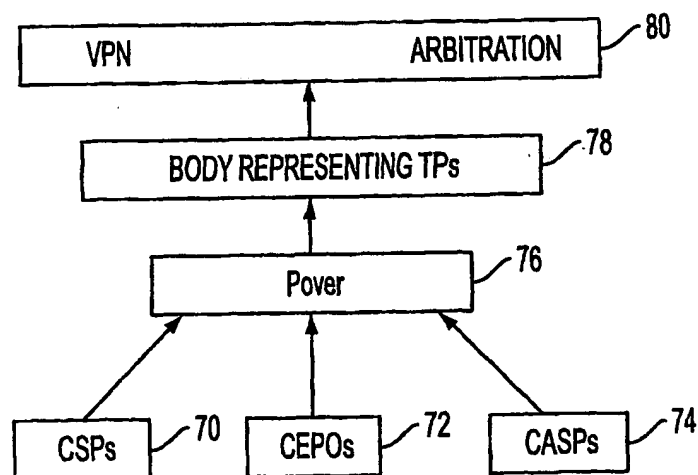 VPN ARBITRATION 80
BODY REPRESENTING TPs 78
Pover 76
CSPs 70 CEPOs 72 CASPs 74